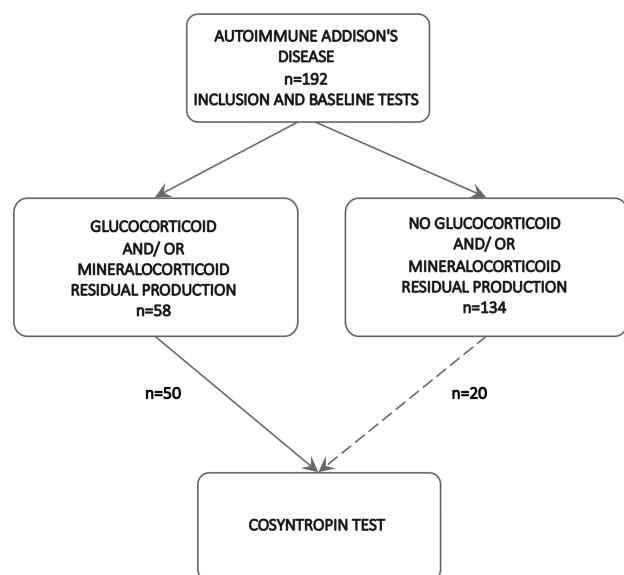 AUTOIMMUNE ADDISON'S
DISEASE
n=192
INCLUSION AND BASELINE TESTS
GLUCOCORTICOID
AND/ OR
MINERALOCORTICOID
RESIDUAL PRODUCTION
n=58
NO GLUCOCORTICOID
AND/ OR
MINERALOCORTICOID
RESIDUAL PRODUCTION
n=134
n=50
n=20
COSYNTROPIN TEST